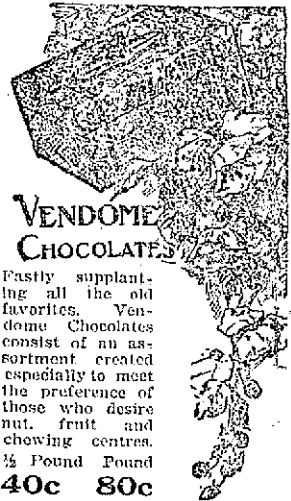 VENDOME
CHOCOLATES
Fastly supplant-
ing all the old
favorites. Ven-
dome Chocolates
consist of an as-
sortment created
especially to meet
the preference of
those who desire
nut, fruit and
chewing centres.
½ Pound Pound
40c 80c